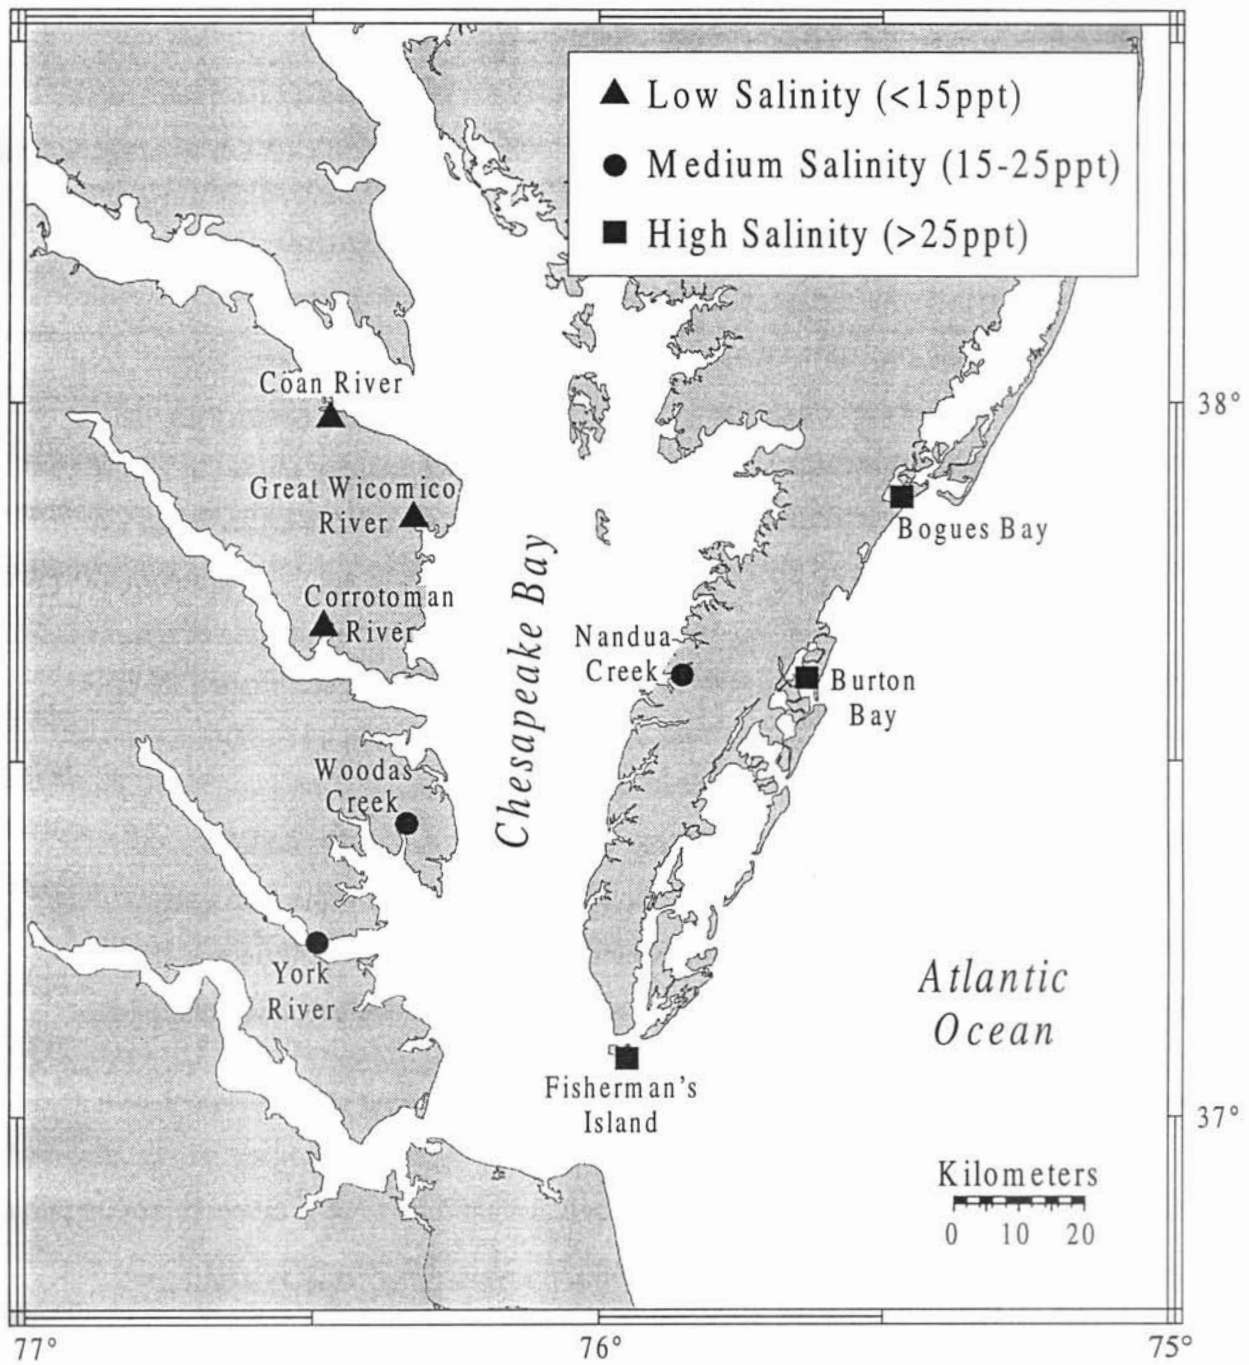 Low Salinity (<15ppt)
Medium Salinity (15-25ppt)
High Salinity (>25ppt)
Coan River
38°
Great Wicomico
River
Bogues Bay
Corrotoman
River
Chesapeake Bay
Nandua
Creek
Burton
Bay
Woodas
Creek
York
River
Atlantic
Ocean
Fisherman's
Island
37°
Kilometers
0 10 20
77° 76° 75°